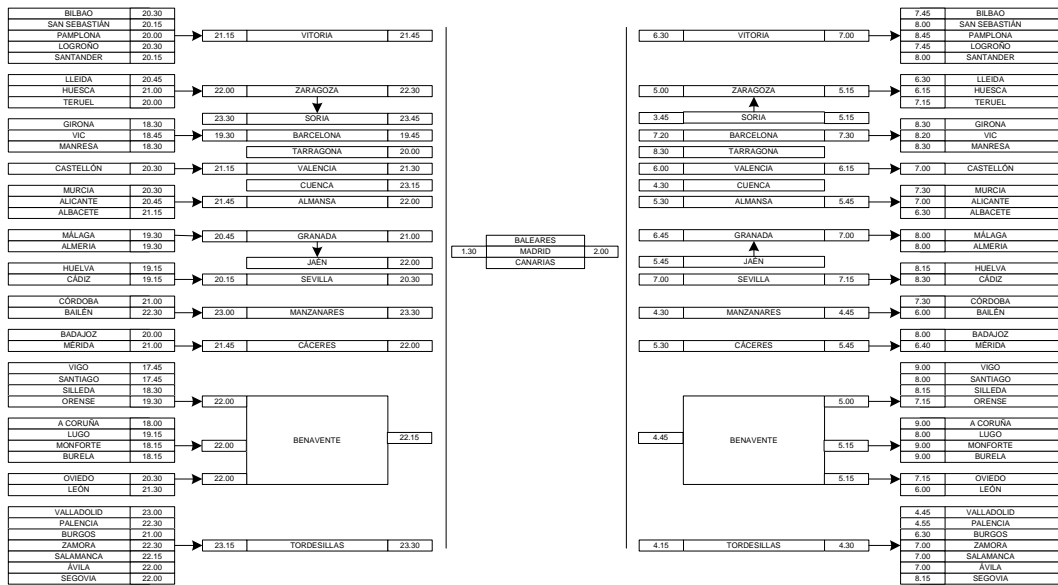 BILBAO 20.30
SAN SEBASTIÁN 20.15
PAMPLONA 20.00 21.15 VITORIA 21.45
LOGROÑO 20.30
SANTANDER 20.15
LLEIDA 20.45
HUESCA 21.00 22.00 ZARAGOZA 22.30
TERUEL 20.00
23.30 SORIA 23.45
GIRONA 18.30
VIC 18.45 19.30 BARCELONA 19.45
MANRESA 18.30
TARRAGONA 20.00
CASTELLÓN 20.30 21.15 VALENCIA 21.30
CUENCA 23.15
MURCIA 20.30
ALICANTE 20.45 21.45 ALMANSA 22.00
ALBACETE 21.15
MÁLAGA 19.30 20.45 GRANADA 21.00
ALMERIA 19.30
JAÉN 22.00
HUELVA 19.15
CÁDIZ 19.15 20.15 SEVILLA 20.30
CÓRDOBA 21.00
BAILÉN 22.30 23.00 MANZANARES 23.30
BADAJOZ 20.00
MÉRIDA 21.00 21.45 CÁCERES 22.00
VIGO 17.45
SANTIAGO 17.45
SILLEDA 18.30
ORENSE 19.30 22.00
A CORUÑA 18.00
LUGO 19.15
BENAVENTE 22.15
MONFORTE 18.15 22.00
BURELA 18.15
OVIEDO 20.30 22.00
LEÓN 21.30
VALLADOLID 23.00
PALENCIA 22.30
BURGOS 21.00
ZAMORA 22.30 23.15 TORDESILLAS 23.30
SALAMANCA 22.15
ÁVILA 22.00
SEGOVIA 22.00
BALEARES
1.30 MADRID 2.00
CANARIAS
7.45 BILBAO
8.00 SAN SEBASTIÁN
6.30 VITORIA 7.00 8.45 PAMPLONA
7.45 LOGROÑO
8.00 SANTANDER
6.30 LLEIDA
5.00 ZARAGOZA 5.15 6.15 HUESCA
7.15 TERUEL
3.45 SORIA 5.15
8.30 GIRONA
7.20 BARCELONA 7.30 8.20 VIC
8.30 MANRESA
8.30 TARRAGONA
6.00 VALENCIA 6.15 7.00 CASTELLÓN
4.30 CUENCA
7.30 MURCIA
5.30 ALMANSA 5.45 7.00 ALICANTE
6.30 ALBACETE
6.45 GRANADA 7.00 8.00 MÁLAGA
8.00 ALMERIA
5.45 JAÉN
8.15 HUELVA
7.00 SEVILLA 7.15 8.30 CÁDIZ
7.30 CÓRDOBA
4.30 MANZANARES 4.45 6.00 BAILÉN
8.00 BADAJOZ
5.30 CÁCERES 5.45 6.40 MÉRIDA
9.00 VIGO
8.00 SANTIAGO
8.15 SILLEDA
5.00 7.15 ORENSE
9.00 A CORUÑA
8.00 LUGO
4.45 BENAVENTE
5.15 9.00 MONFORTE
9.00 BURELA
5.15 7.15 OVIEDO
6.00 LEÓN
4.45 VALLADOLID
4.55 PALENCIA
6.30 BURGOS
4.15 TORDESILLAS 4.30 7.00 ZAMORA
7.00 SALAMANCA
7.00 ÁVILA
8.15 SEGOVIA